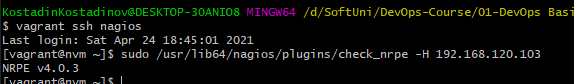 KostadinKostadinov@DESKTOP-3OANIO8 MINGW64 /d/SoftUni/DevOps-Course/01-DevOps Basi
$ vagrant ssh nagios
Last login: Sat Apr 24 18:45:01 2021
[vagrant@nvm ~]$ sudo /usr/lib64/nagios/plugins/check_nrpe -H 192.168.120.103
NRPE v4.0.3
[vagrant@nvm ~]$